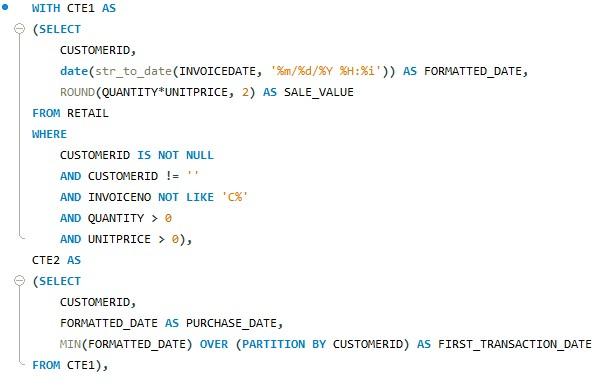 WITH CTE1 AS
(SELECT
CUSTOMERID,
date(str_to_date(INVOICEDATE, '%m/%d/%Y %H:%i')) AS FORMATTED_DATE,
ROUND(QUANTITY*UNITPRICE, 2) AS SALE_VALUE
FROM RETAIL
WHERE
CUSTOMERID IS NOT NULL
AND CUSTOMERID != ''
AND INVOICENO NOT LIKE 'C%'
AND QUANTITY > 0
AND UNITPRICE > 0),
CTE2 AS
(SELECT
CUSTOMERID,
FORMATTED_DATE AS PURCHASE_DATE,
MIN(FORMATTED_DATE) OVER (PARTITION BY CUSTOMERID) AS FIRST_TRANSACTION_DATE
FROM CTE1),